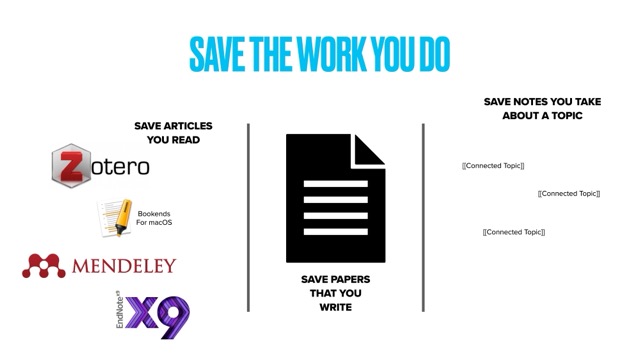 SAVE THE WORK YOU DO
SAVE ARTICLES
YOU READ
Zotero
Bookends
For macOS
MENDELEY
EndNote X9
X9
SAVE PAPERS
THAT YOU
WRITE
SAVE NOTES YOU TAKE
ABOUT A TOPIC
[[Connected Topic]]
[[Connected Topic]]
[[Connected Topic]]